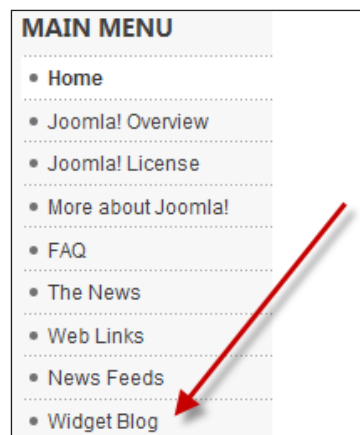 MAIN MENU
Home
Joomla! Overview
Joomla! License
More about Joomla!
FAQ
The News
Web Links
News Feeds
Widget Blog